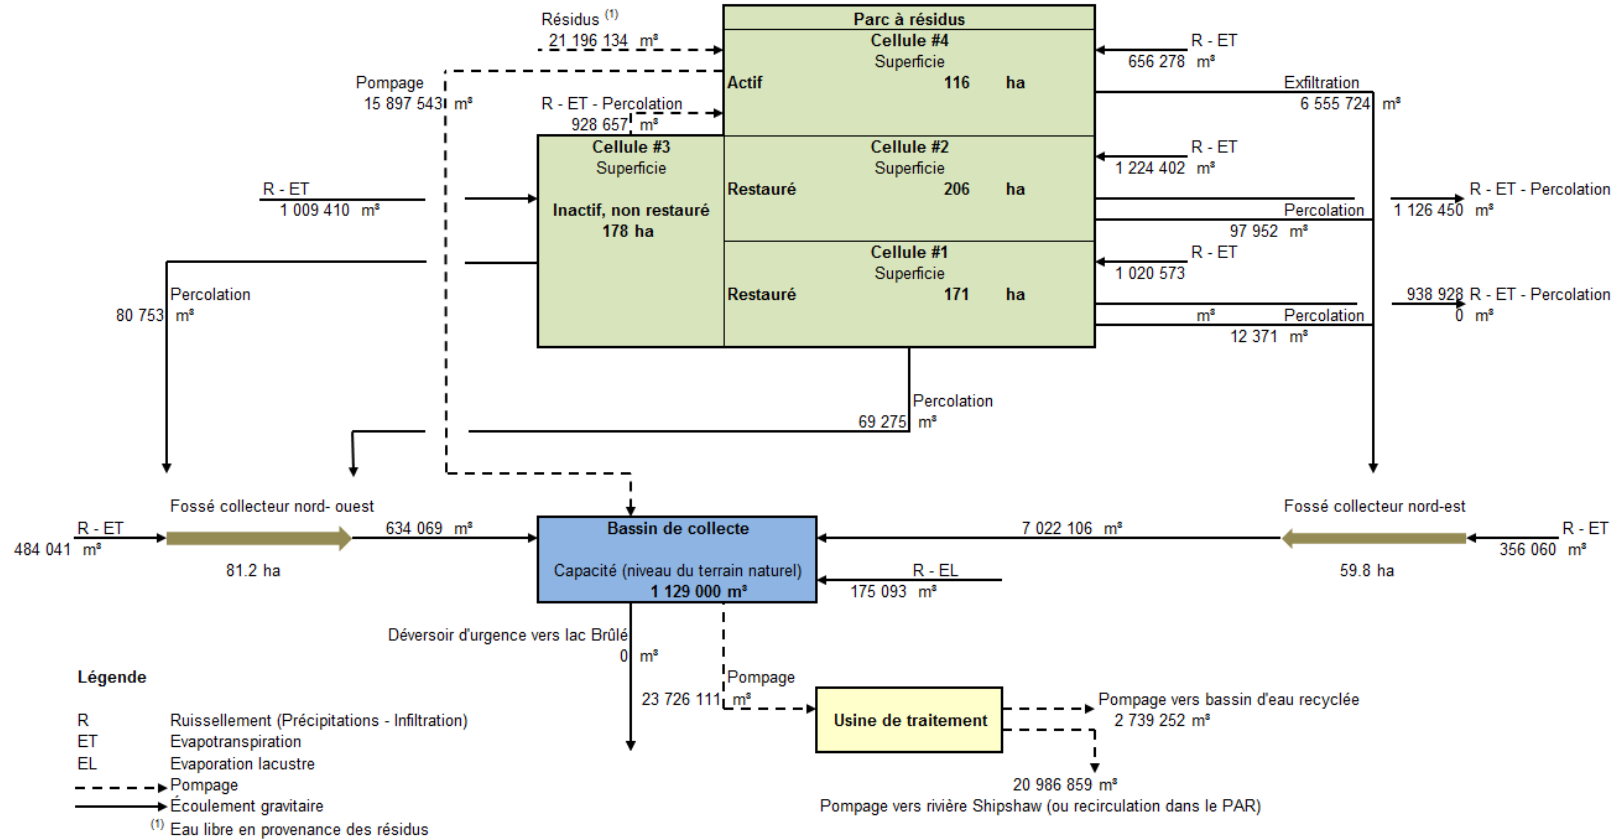 Résidus (1)
21 196 134 m³
Parc à résidus
Cellule #4
Superficie
Actif 116 ha
R - ET
656 278 m³
Pompage
15 897 543 m³
R - ET - Percolation
928 657 m³
Exfiltration
6 555 724 m³
Cellule #3
Superficie
Inactif, non restauré
178 ha
Cellule #2
Superficie
Restauré 206 ha
R - ET
1 224 402 m³
R - ET
1 009 410 m³
R - ET - Percolation
1 126 450 m³
Percolation
97 952 m³
Cellule #1
Superficie
Restauré 171 ha
R - ET
1 020 573
Percolation
80 753 m³
938 928 R - ET - Percolation
0 m³
m³ Percolation
12 371 m³
Percolation
69 275 m³
Fossé collecteur nord- ouest
R - ET
484 041 m³
634 069 m³
81.2 ha
Bassin de collecte
Capacité (niveau du terrain naturel)
1 129 000 m³
7 022 106 m³
R - EL
175 093 m³
Fossé collecteur nord-est
R - ET
356 060 m³
59.8 ha
Déversoir d'urgence vers lac Brûlé
0 m³
Pompage
23 726 111 m³
Usine de traitement
Pompage vers bassin d'eau recyclée
2 739 252 m³
20 986 859 m³
Pompage vers rivière Shipshaw (ou recirculation dans le PAR)
Légende
R Ruissellement (Précipitations - Infiltration)
ET Evapotranspiration
EL Evaporation lacustre
Pompage
Écoulement gravitaire
(1) Eau libre en provenance des résidus